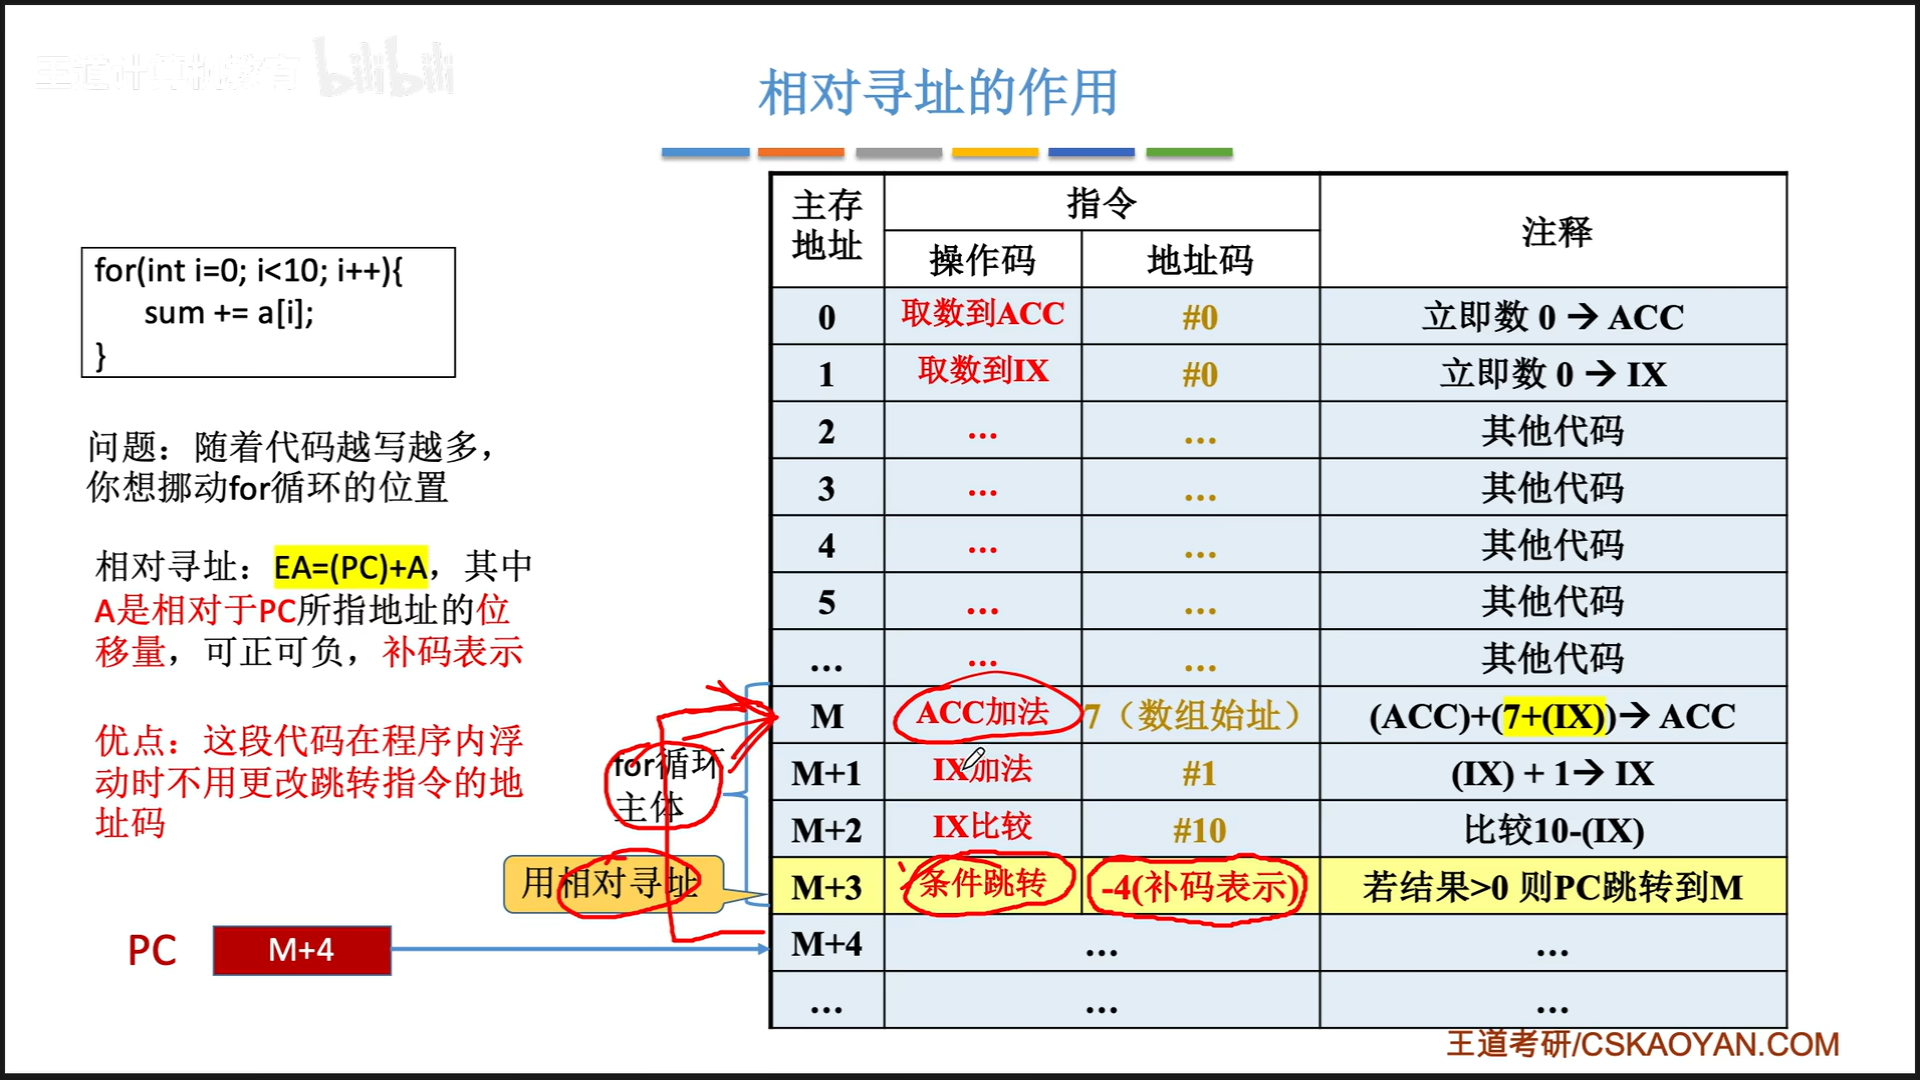 王道计算机教育 bilibili
相对寻址的作用
for(int i=0; i<10; i++){
sum += a[i];
}
问题：随着代码越写越多，
你想挪动for循环的位置
相对寻址：EA=(PC)+A，其中
A是相对于PC所指地址的位
移量，可正可负，补码表示
优点：这段代码在程序内浮
动时不用更改跳转指令的地
址码
for循环
主体
用相对寻址
PC M+4
主存地址 指令 注释
操作码 地址码
0 取数到ACC #0 立即数 0 → ACC
1 取数到IX #0 立即数 0 → IX
2 … … 其他代码
3 … … 其他代码
4 … … 其他代码
5 … … 其他代码
… … … 其他代码
M ACC加法 7（数组始址） (ACC)+(7+(IX))→ ACC
M+1 IX加法 #1 (IX) + 1→ IX
M+2 IX比较 #10 比较10-(IX)
M+3 条件跳转 -4(补码表示) 若结果>0 则PC跳转到M
M+4 … …
… … …
王道考研/CSKAOYAN.COM